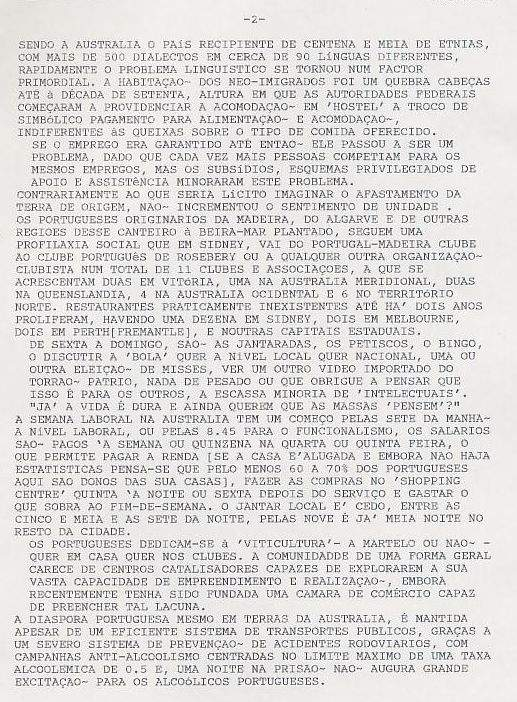 -2-
SENDO A AUSTRALIA O PAíS RECIPIENTE DE CENTENA E MEIA DE ETNIAS,
COM MAIS DE 500 DIALECTOS EM CERCA DE 90 LíNGUAS DIFERENTES,
RAPIDAMENTE O PROBLEMA LINGUISTICO SE TORNOU NUM FACTOR
PRIMORDIAL. A HABITAÇAO~ DOS NEO-IMIGRADOS FOI UM QUEBRA CABEÇAS
ATÉ à DÉCADA DE SETENTA, ALTURA EM QUE AS AUTORIDADES FEDERAIS
COMEÇARAM A PROVIDENCIAR A ACOMODAÇAO~ EM 'HOSTEL' A TROCO DE
SIMBóLICO PAGAMENTO PARA ALIMENTAÇAO~ E ACOMODAÇAO~,
INDIFERENTES àS QUEIXAS SOBRE O TIPO DE COMIDA OFERECIDO.
SE O EMPREGO ERA GARANTIDO ATÉ ENTAO~ ELE PASSOU A SER UM
PROBLEMA, DADO QUE CADA VEZ MAIS PESSOAS COMPETIAM PARA OS
MESMOS EMPREGOS, MAS OS SUBSíDIOS, ESQUEMAS PRIVILEGIADOS DE
APOIO E ASSISTêNCIA MINORARAM ESTE PROBLEMA.
CONTRARIAMENTE AO QUE SERIA LíCITO IMAGINAR O AFASTAMENTO DA
TERRA DE ORIGEM, NAO~ INCREMENTOU O SENTIMENTO DE UNIDADE .
OS PORTUGUESES ORIGINARIOS DA MADEIRA, DO ALGARVE E DE OUTRAS
REGIOES DESSE CANTEIRO à BEIRA-MAR PLANTADO, SEGUEM UMA
PROFILAXIA SOCIAL QUE EM SIDNEY, VAI DO PORTUGAL-MADEIRA CLUBE
AO CLUBE PORTUGUêS DE ROSEBERY OU A QUALQUER OUTRA ORGANIZAÇAO~
CLUBISTA NUM TOTAL DE 11 CLUBES E ASSOCIAÇOES, A QUE SE
ACRESCENTAM DUAS EM VITóRIA, UMA NA AUSTRALIA MERIDIONAL, DUAS
NA QUEENSLANDIA, 4 NA AUSTRALIA OCIDENTAL E 6 NO TERRITóRIO
NORTE. RESTAURANTES PRATICAMENTE INEXISTENTES ATÉ HA' DOIS ANOS
PROLIFERAM, HAVENDO UMA DEZENA EM SIDNEY, DOIS EM MELBOURNE,
DOIS EM PERTH[FREMANTLE], E NOUTRAS CAPITAIS ESTADUAIS.
DE SEXTA A DOMINGO, SAO~ AS JANTARADAS, OS PETISCOS, O BINGO,
O DISCUTIR A 'BOLA' QUER A NíVEL LOCAL QUER NACIONAL, UMA OU
OUTRA ELEIÇAO~ DE MISSES, VER UM OUTRO VIDEO IMPORTADO DO
TORRAO~ PATRIO, NADA DE PESADO OU QUE OBRIGUE A PENSAR QUE
ISSO É PARA OS OUTROS, A ESCASSA MINORIA DE 'INTELECTUAIS'.
"JA' A VIDA É DURA E AINDA QUEREM QUE AS MASSAS 'PENSEM'?"
A SEMANA LABORAL NA AUSTRALIA TEM UM COMEÇO PELAS SETE DA MANHA~
A NíVEL LABORAL, OU PELAS 8.45 PARA O FUNCIONALISMO, OS SALARIOS
SAO~ PAGOS 'A SEMANA OU QUINZENA NA QUARTA OU QUINTA FEIRA, O
QUE PERMITE PAGAR A RENDA [SE A CASA E'ALUGADA E EMBORA NAO HAJA
ESTATISTICAS PENSA-SE QUE PELO MENOS 60 A 70% DOS PORTUGUESES
AQUI SAO DONOS DAS SUA CASAS], FAZER AS COMPRAS NO 'SHOPPING
CENTRE' QUINTA 'A NOITE OU SEXTA DEPOIS DO SERVIÇO E GASTAR O
QUE SOBRA AO FIM-DE-SEMANA. O JANTAR LOCAL E' CEDO, ENTRE AS
CINCO E MEIA E AS SETE DA NOITE, PELAS NOVE É JA' MEIA NOITE NO
RESTO DA CIDADE.
OS PORTUGUESES DEDICAM-SE à 'VITICULTURA'- A MARTELO OU NAO~ -
QUER EM CASA QUER NOS CLUBES. A COMUNIDADDE DE UMA FORMA GERAL
CARECE DE CENTROS CATALISADORES CAPAZES DE EXPLORAREM A SUA
VASTA CAPACIDADE DE EMPREENDIMENTO E REALIZAÇAO~, EMBORA
RECENTEMENTE TENHA SIDO FUNDADA UMA CAMARA DE COMÉRCIO CAPAZ
DE PREENCHER TAL LACUNA.
A DIASPORA PORTUGUESA MESMO EM TERRAS DA AUSTRALIA, É MANTIDA
APESAR DE UM EFICIENTE SISTEMA DE TRANSPORTES PUBLICOS, GRAÇAS A
UM SEVERO SISTEMA DE PREVENÇAO~ DE ACIDENTES RODOVIARIOS, COM
CAMPANHAS ANTI-ALCOOLISMO CENTRADAS NO LIMITE MAXIMO DE UMA TAXA
ALCOOLEMICA DE 0.5 E, UMA NOITE NA PRISAO~ NAO~ AUGURA GRANDE
EXCITAÇAO~ PARA OS ALCOóLICOS PORTUGUESES.